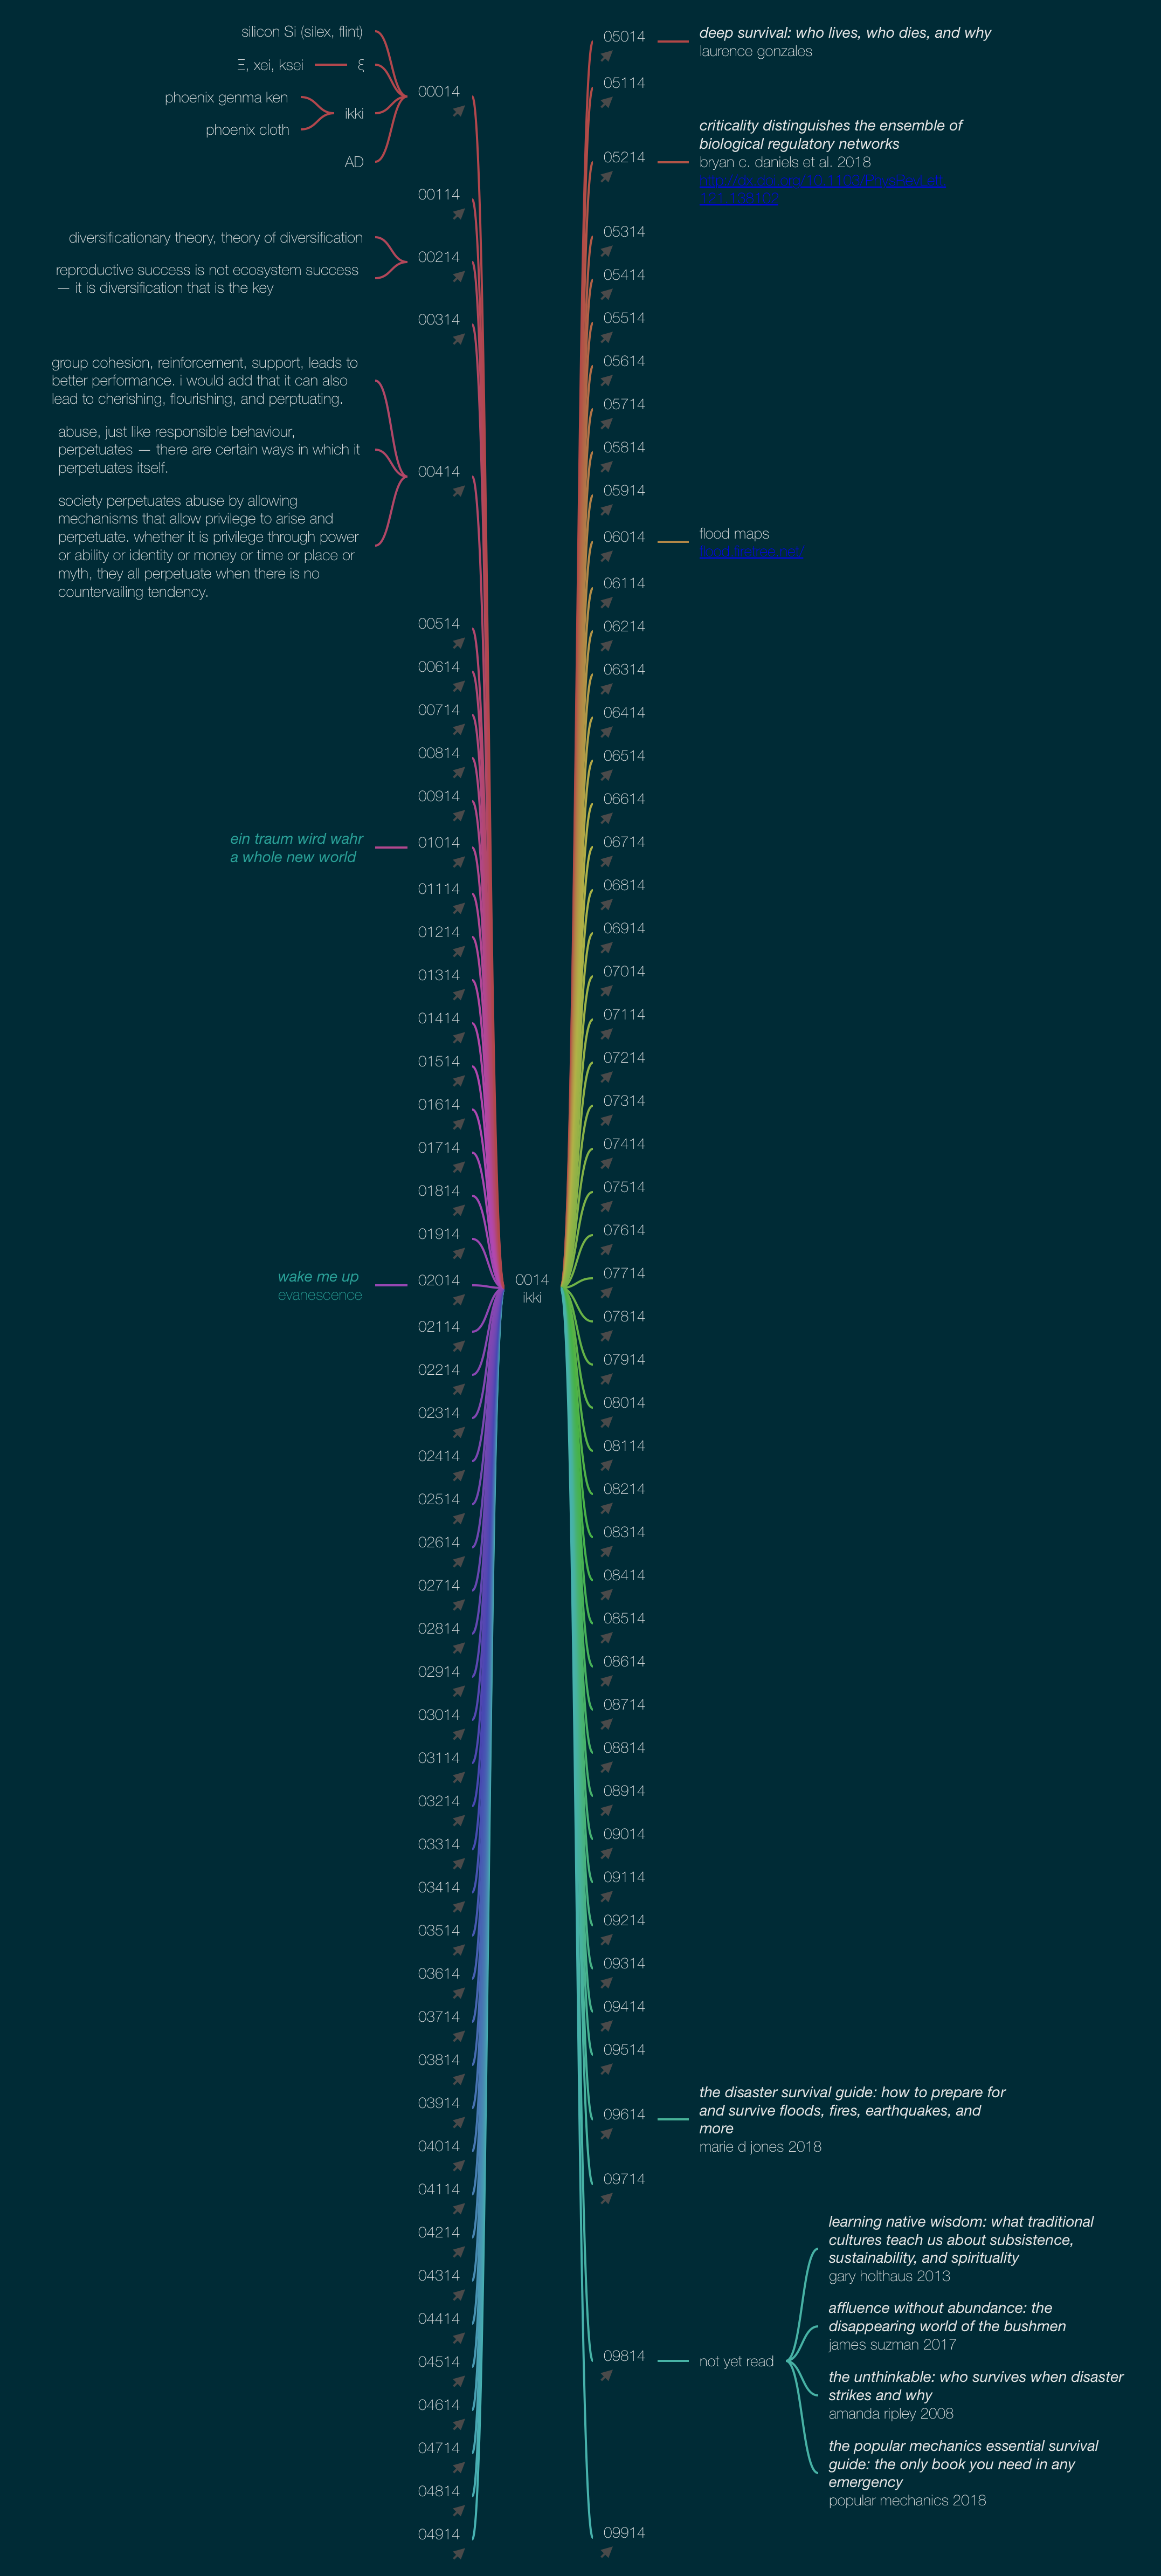 silicon Si (silex, flint)
Ξ, xei, ksei
ξ
phoenix genma ken
phoenix cloth
ikki
AD
00014
00114
diversificationary theory, theory of diversification
reproductive success is not ecosystem success
— it is diversification that is the key
00214
00314
group cohesion, reinforcement, support, leads to
better performance. i would add that it can also
lead to cherishing, flourishing, and perptuating.
abuse, just like responsible behaviour,
perpetuates — there are certain ways in which it
perpetuates itself.
society perpetuates abuse by allowing
mechanisms that allow privilege to arise and
perpetuate. whether it is privilege through power
or ability or identity or money or time or place or
myth, they all perpetuate when there is no
countervailing tendency.
00414
00514
00614
00714
00814
00914
ein traum wird wahr
a whole new world
01014
01114
01214
01314
01414
01514
01614
01714
01814
01914
wake me up
evanescence
02014
02114
02214
02314
02414
02514
02614
02714
02814
02914
03014
03114
03214
03314
03414
03514
03614
03714
03814
03914
04014
04114
04214
04314
04414
04514
04614
04714
04814
04914
0014
ikki
05014
deep survival: who lives, who dies, and why
laurence gonzales
05114
05214
criticality distinguishes the ensemble of
biological regulatory networks
bryan c. daniels et al. 2018
05314
05414
05514
05614
05714
05814
05914
06014
flood maps
06114
06214
06314
06414
06514
06614
06714
06814
06914
07014
07114
07214
07314
07414
07514
07614
07714
07814
07914
08014
08114
08214
08314
08414
08514
08614
08714
08814
08914
09014
09114
09214
09314
09414
09514
09614
the disaster survival guide: how to prepare for
and survive floods, fires, earthquakes, and
more
marie d jones 2018
09714
09814
not yet read
learning native wisdom: what traditional
cultures teach us about subsistence,
sustainability, and spirituality
gary holthaus 2013
affluence without abundance: the
disappearing world of the bushmen
james suzman 2017
the unthinkable: who survives when disaster
strikes and why
amanda ripley 2008
the popular mechanics essential survival
guide: the only book you need in any
emergency
popular mechanics 2018
09914